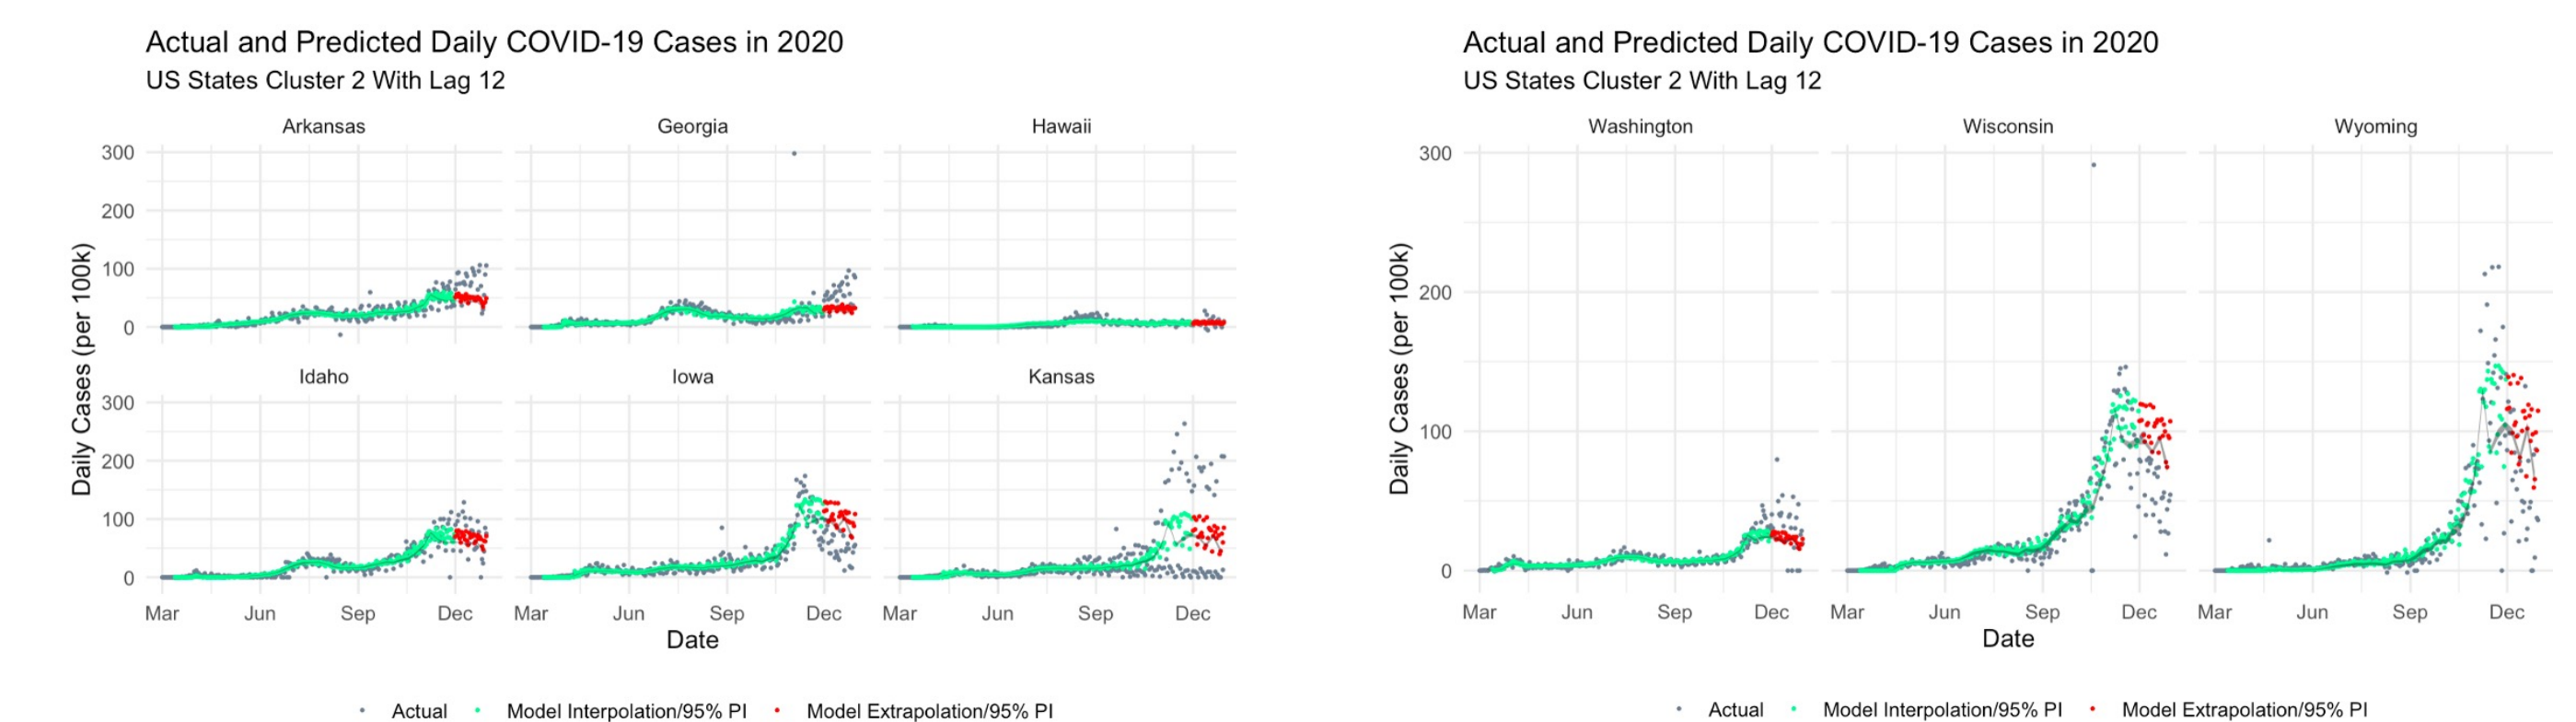 Actual and Predicted Daily COVID-19 Cases in 2020
US States Cluster 2 With Lag 12
Arkansas Georgia Hawaii
300
200
100
0
Idaho Iowa Kansas
300
200
100
0
Daily Cases (per 100k)
Mar Jun Sep Dec Mar Jun Sep Dec Mar Jun Sep Dec
Date
Actual Model Interpolation/95% PI Model Extrapolation/95% PI
Actual and Predicted Daily COVID-19 Cases in 2020
US States Cluster 2 With Lag 12
Washington Wisconsin Wyoming
300
200
100
0
Daily Cases (per 100k)
Mar Jun Sep Dec Mar Jun Sep Dec Mar Jun Sep Dec
Date
Actual Model Interpolation/95% PI Model Extrapolation/95% PI